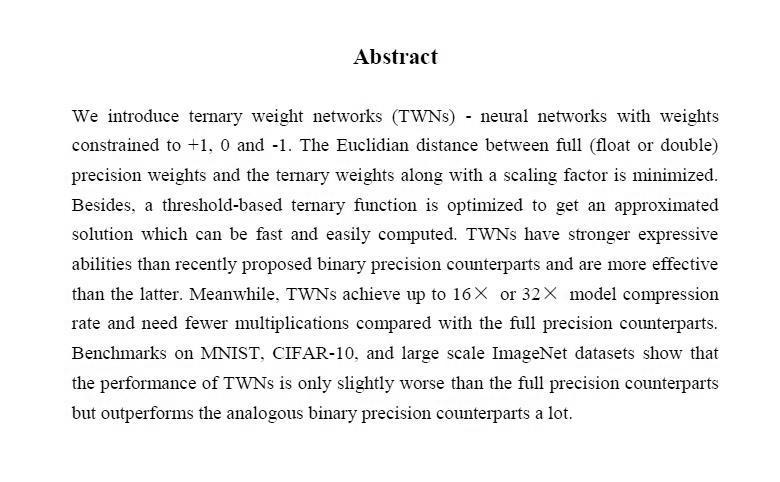 Abstract
We introduce ternary weight networks (TWNs) - neural networks with weights
constrained to +1, 0 and -1. The Euclidian distance between full (float or double)
precision weights and the ternary weights along with a scaling factor is minimized.
Besides, a threshold-based ternary function is optimized to get an approximated
solution which can be fast and easily computed. TWNs have stronger expressive
abilities than recently proposed binary precision counterparts and are more effective
than the latter. Meanwhile, TWNs achieve up to 16× or 32× model compression
rate and need fewer multiplications compared with the full precision counterparts.
Benchmarks on MNIST, CIFAR-10, and large scale ImageNet datasets show that
the performance of TWNs is only slightly worse than the full precision counterparts
but outperforms the analogous binary precision counterparts a lot.